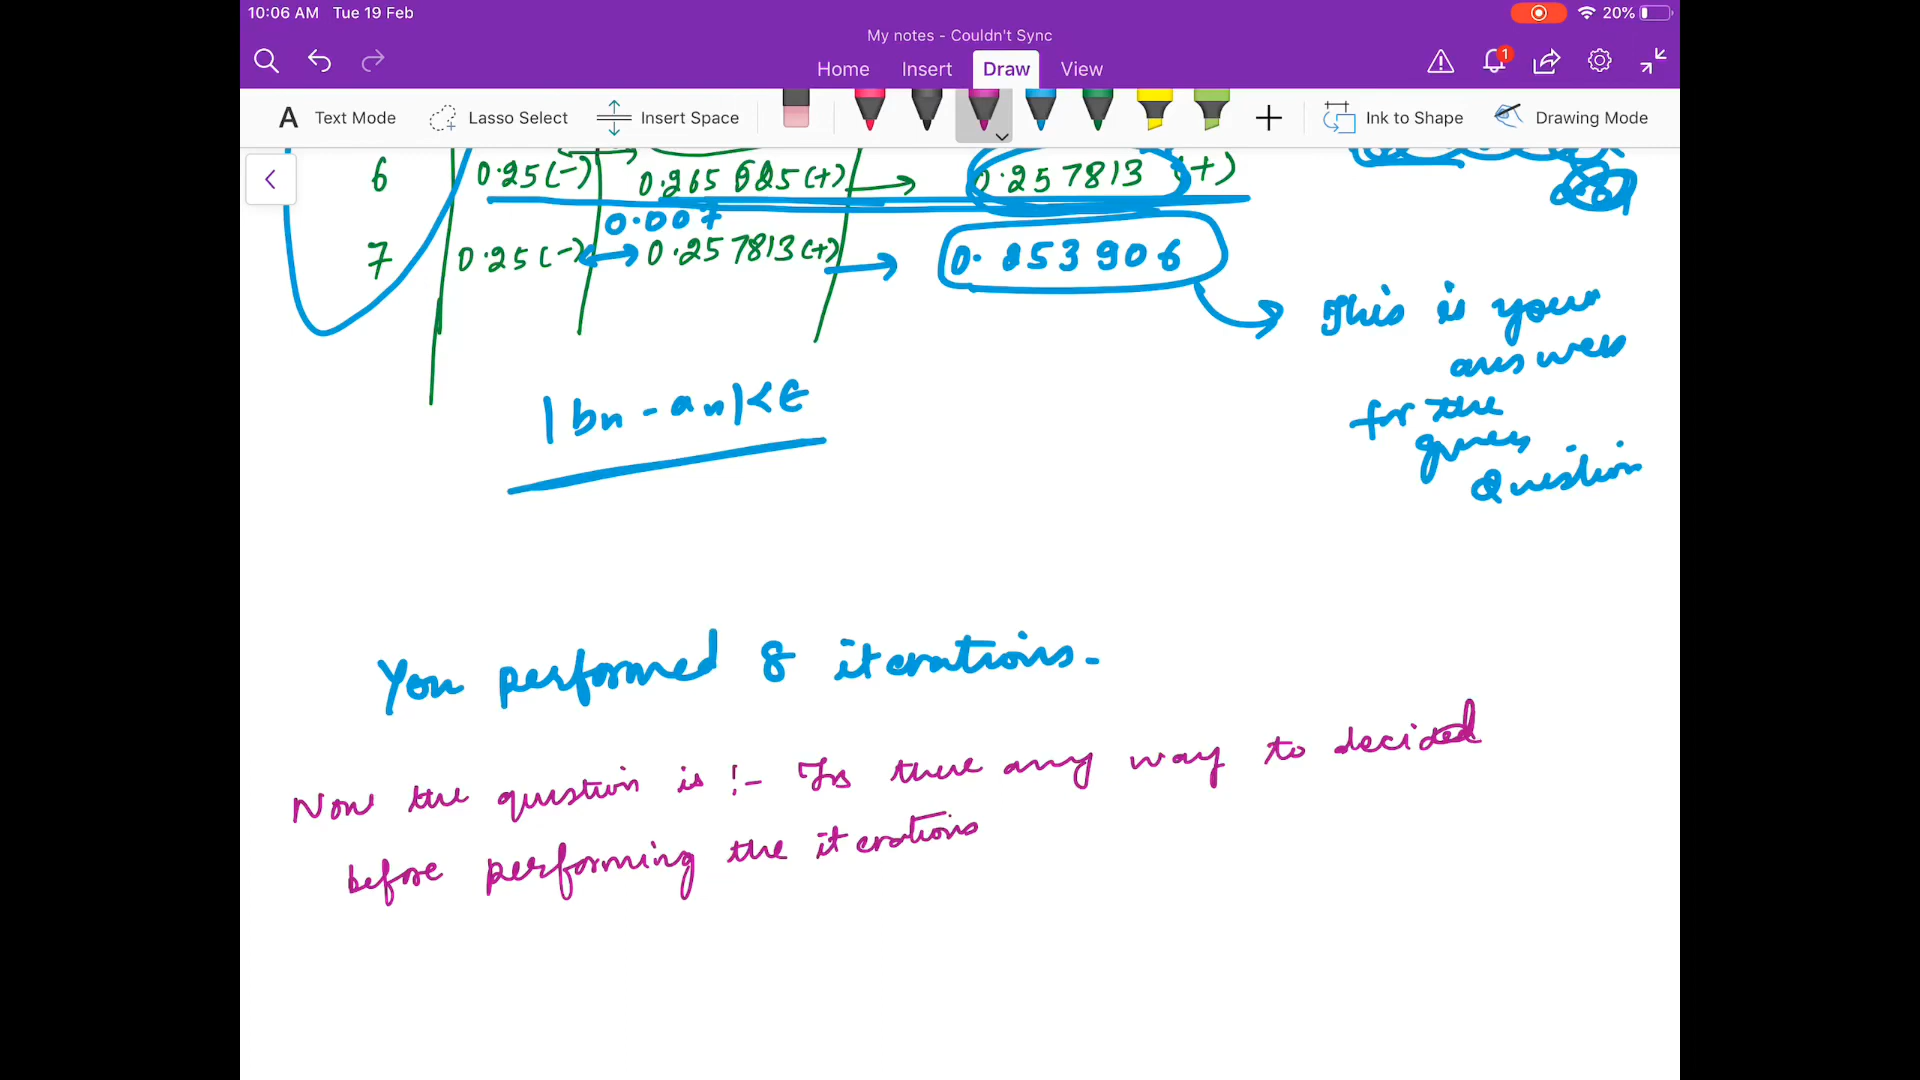 10:06 AM Tue 19 Feb
20%
My notes - Couldn't Sync
Home Insert Draw View
1
A Text Mode Lasso Select Insert Space Ink to Shape Drawing Mode
6 0.25(-) 0.265625(+) → 0.257813 (+)
0.007
7 0.25(-) ↔ 0.257813(+) → 0.253906
This is your
answer
for the
given
Question
|bn - an| < ε
You performed 8 iterations.
Now the question is :- Is there any way to decided
before performing the iterations